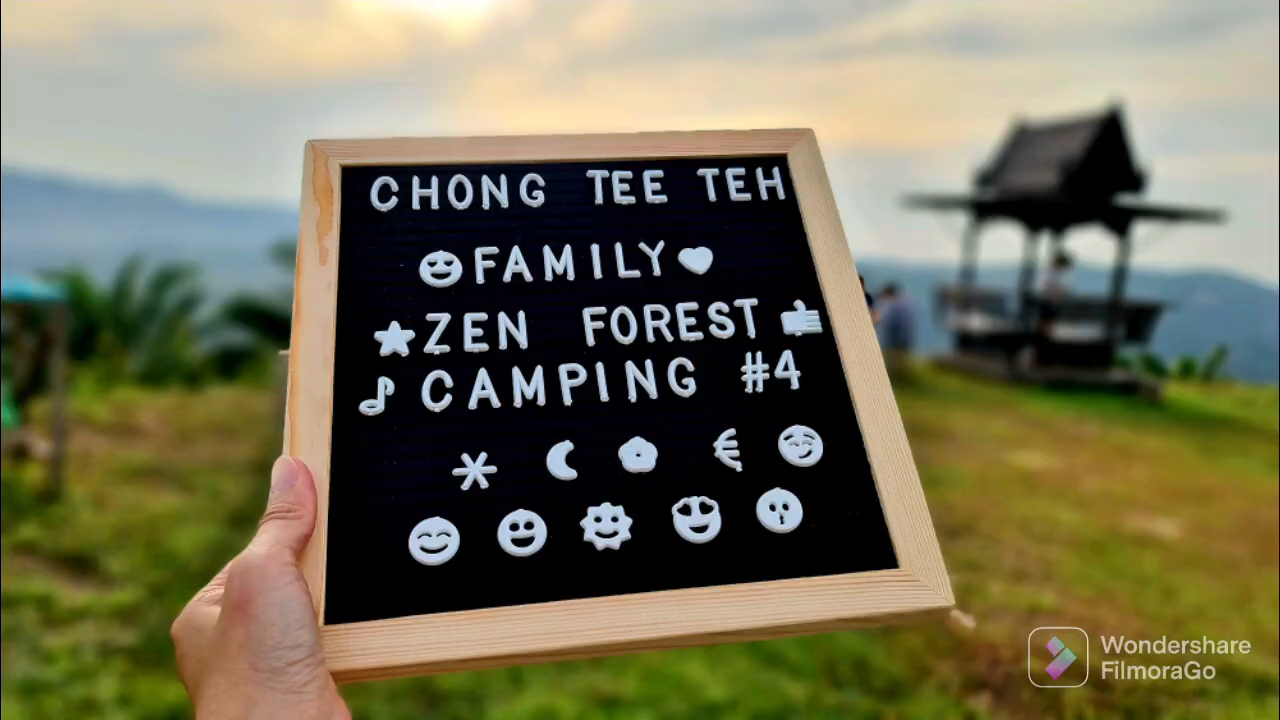 CHONG TEE TEH
FAMILY
ZEN FOREST
CAMPING #4
Wondershare
FilmoraGo